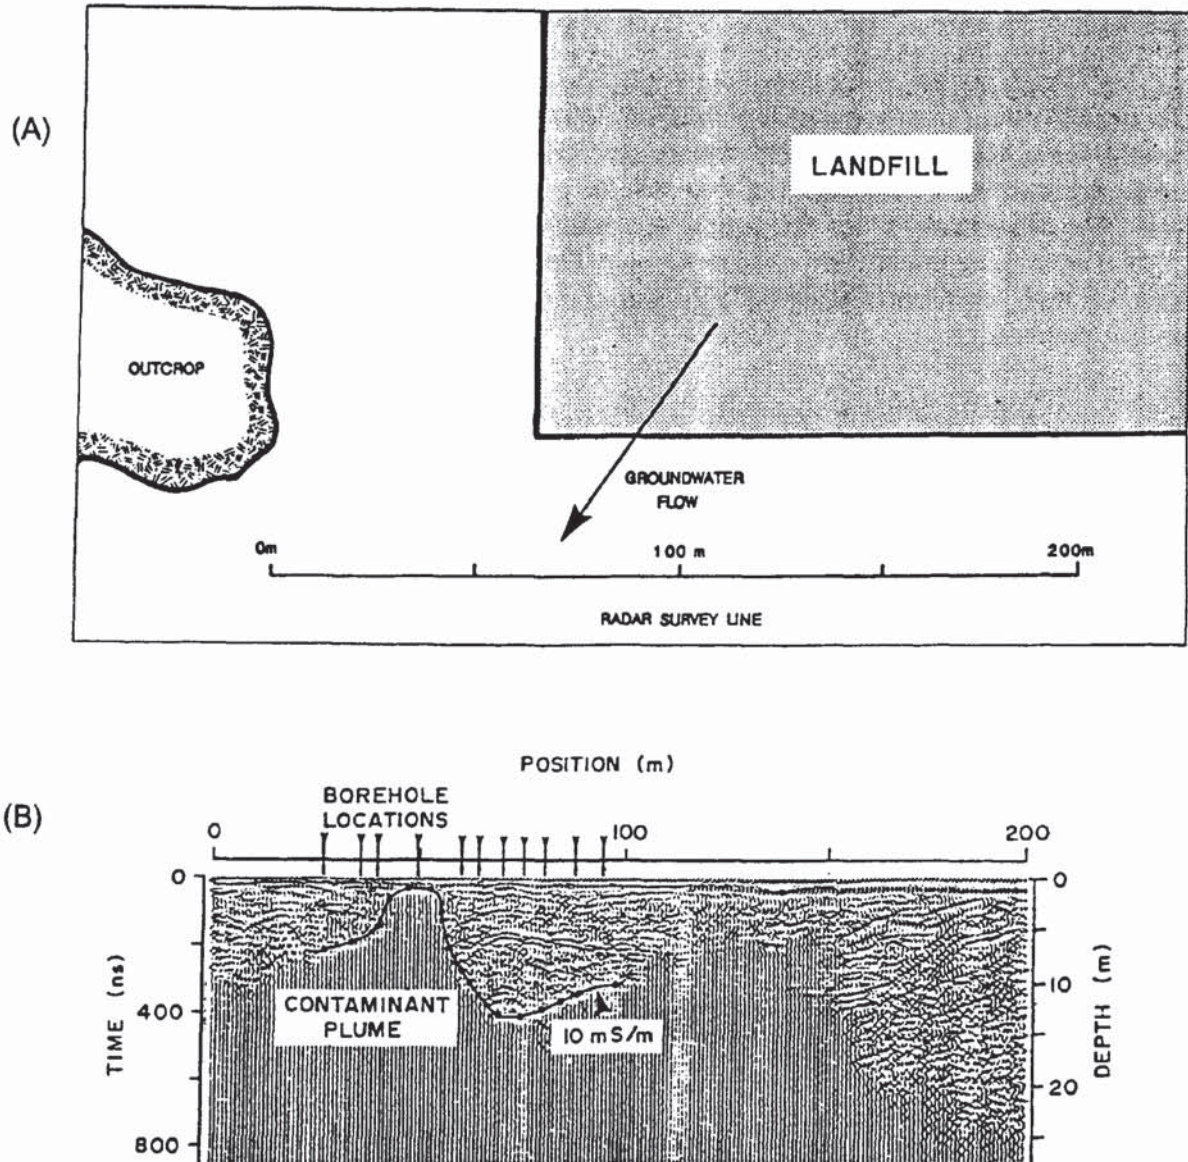 (A)
LANDFILL
OUTCROP
GROUNDWATER
FLOW
0m 100 m 200m
RADAR SURVEY LINE
POSITION (m)
(B)
BOREHOLE
LOCATIONS
0 100 200
0 0
CONTAMINANT
PLUME
10 mS/m
400 10
TIME (ns)
DEPTH (m)
20
800